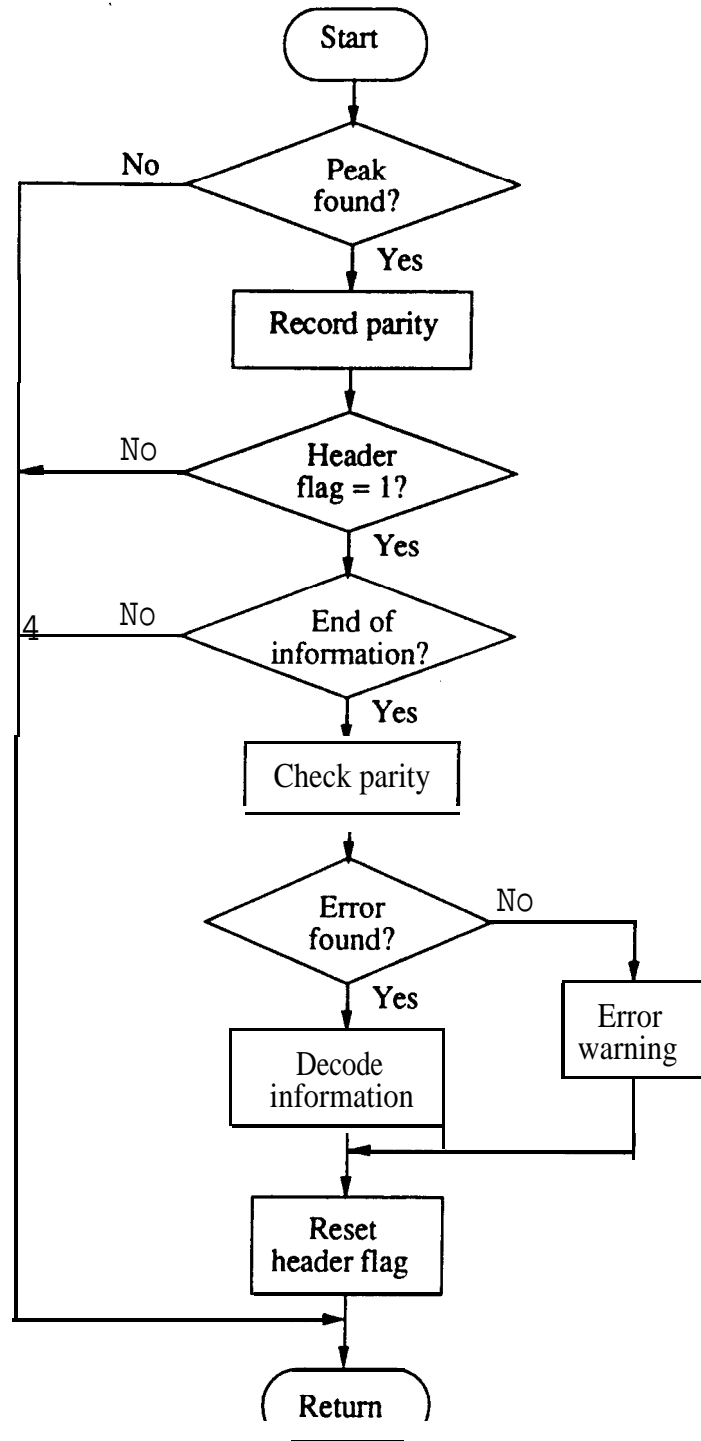 Start
No
Peak
found?
Yes
Record parity
No
Header
flag = 1?
Yes
4
No
End of
information?
Yes
Check parity
Error
found?
No
Yes
Error
warning
Decode
information
Reset
header flag
Return